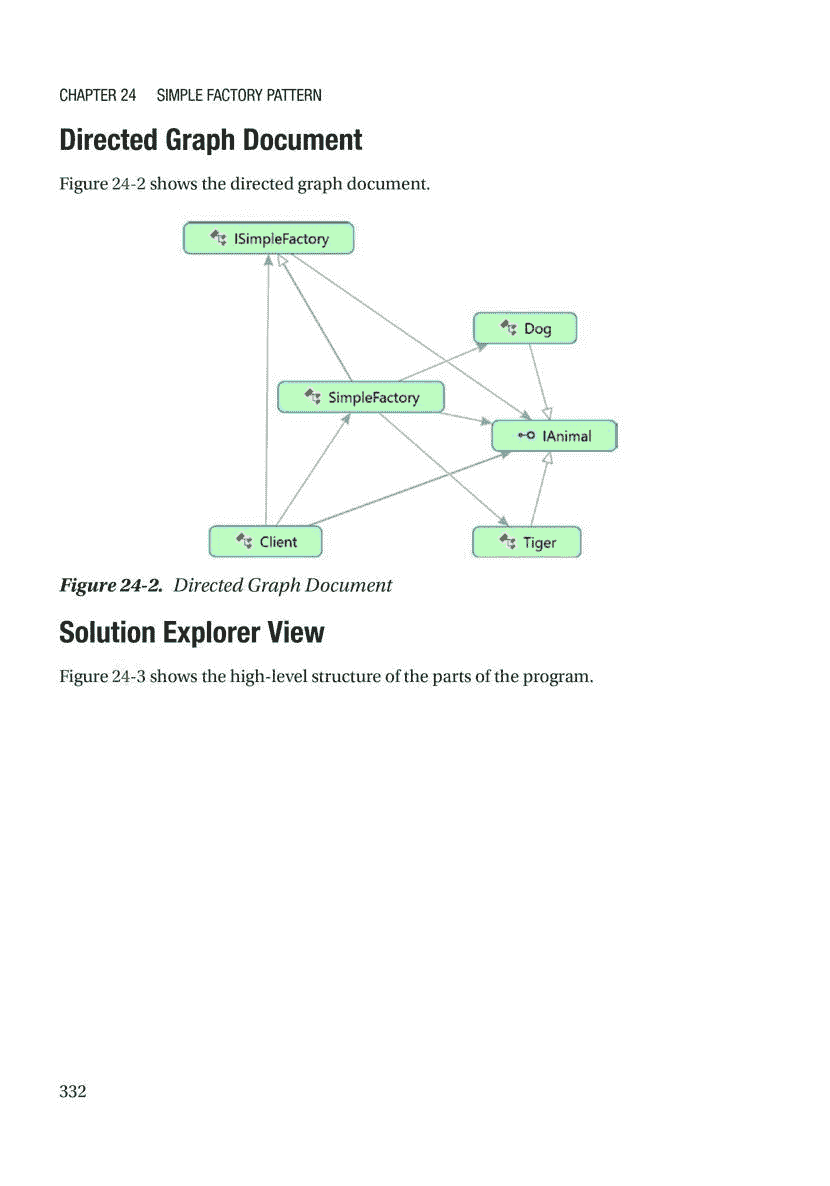 CHAPTER 24 SIMPLE FACTORY PATTERN
Directed Graph Document
Figure 24-2 shows the directed graph document.
ISimpleFactory
Dog
SimpleFactory
IAnimal
Client
Tiger
Figure 24-2. Directed Graph Document
Solution Explorer View
Figure 24-3 shows the high-level structure of the parts of the program.
332